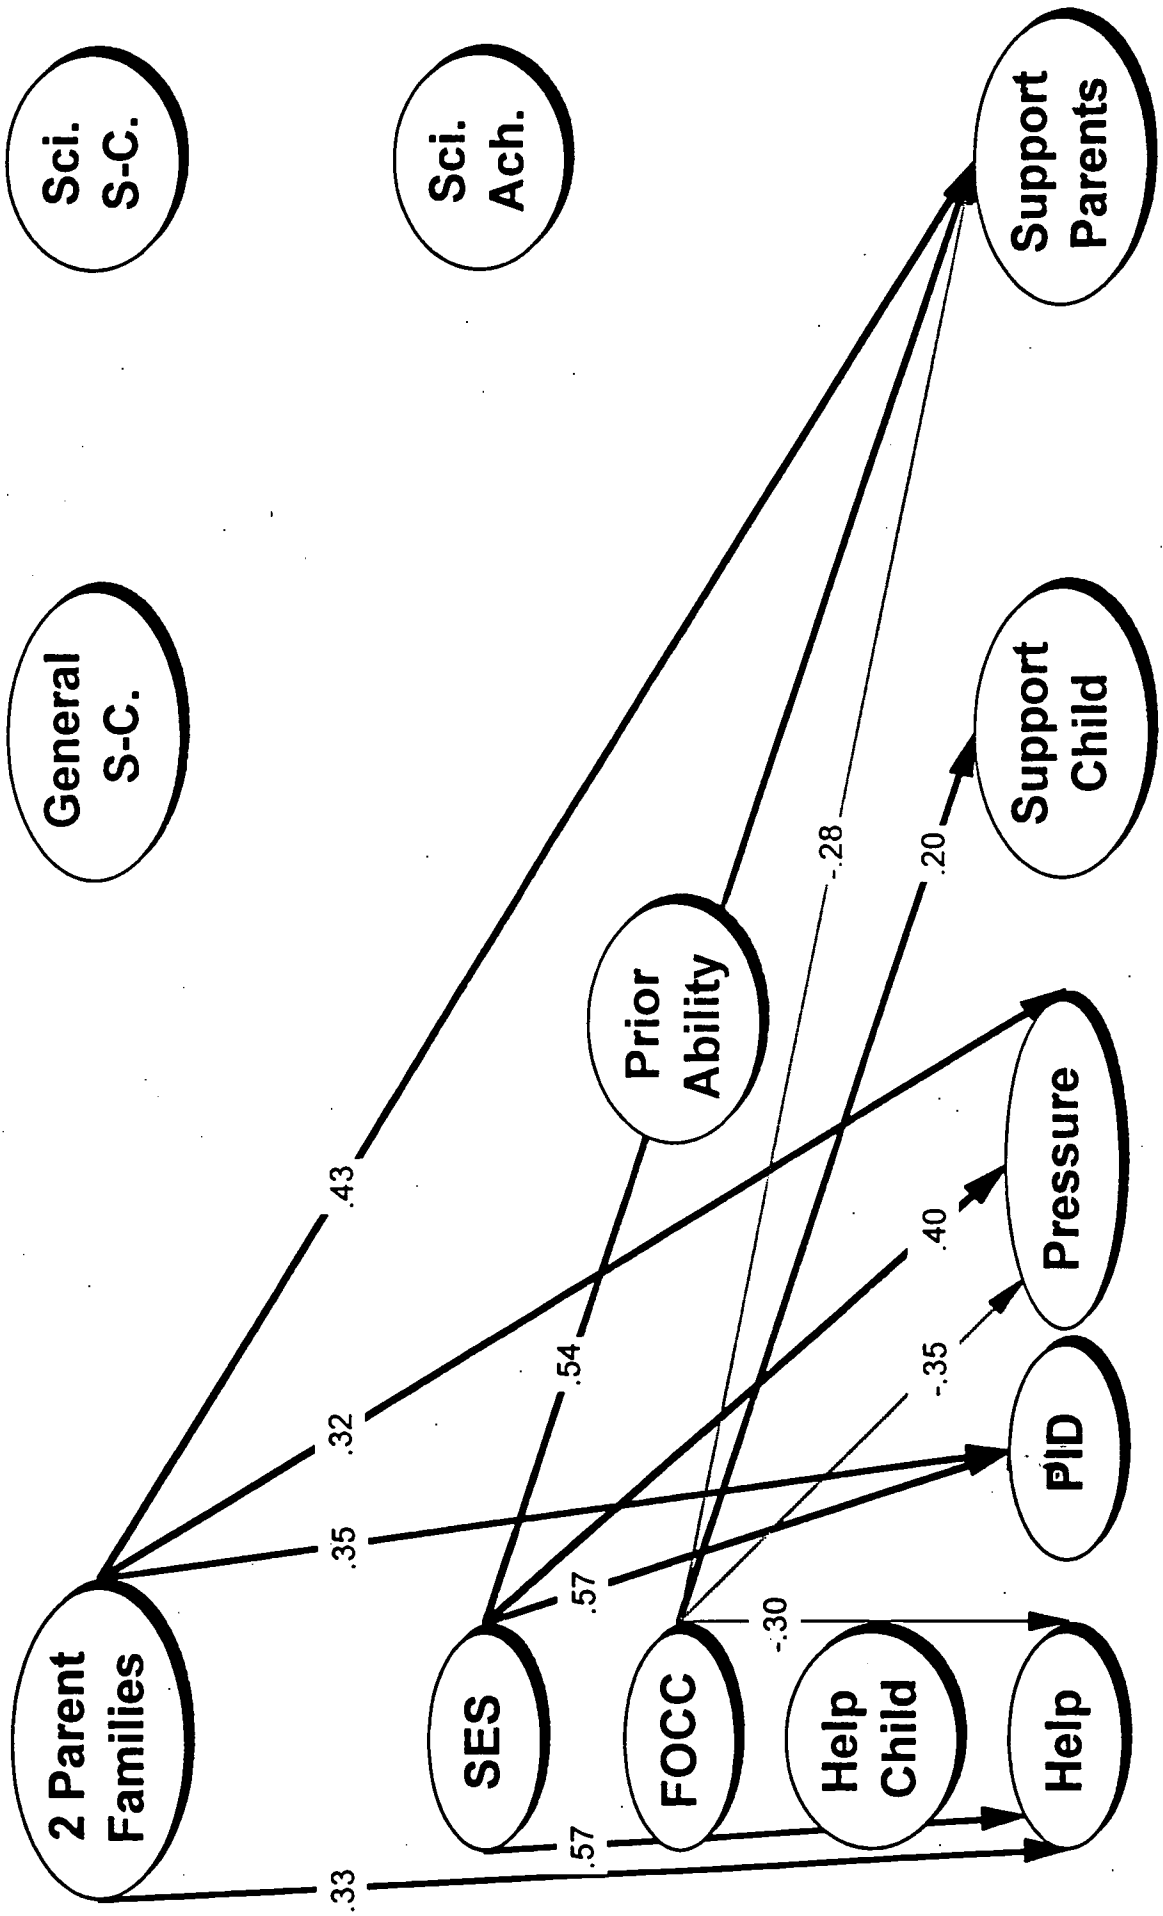 2 Parent
Families
General
S-C.
Sci.
S-C.
.33
.35
.32
.43
SES
Sci.
Ach.
.57
.57
.54
FOCC
Prior
Ability
-.30
-.28
Help
Child
-.35
.40
.20
Help
PID
Pressure
Support
Child
Support
Parents